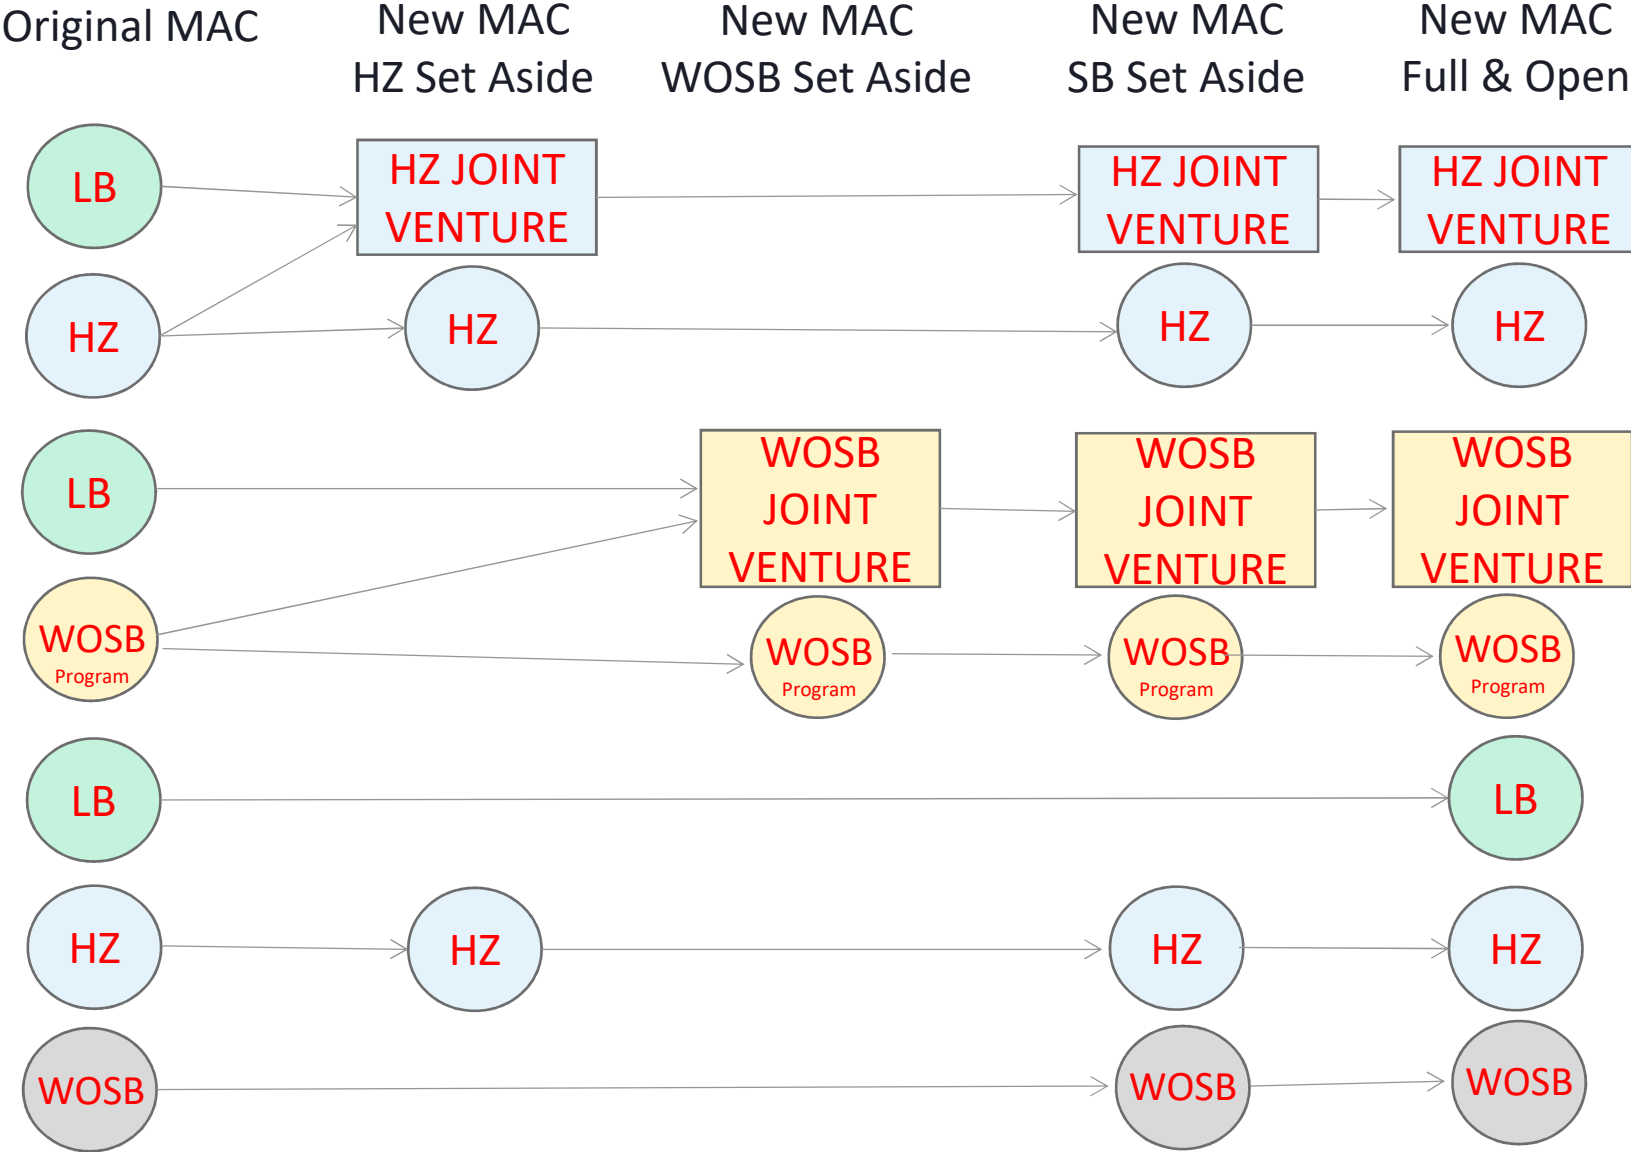 Original MAC
New MAC
HZ Set Aside
New MAC
WOSB Set Aside
New MAC
SB Set Aside
New MAC
Full & Open
LB
HZ JOINT
VENTURE
HZ JOINT
VENTURE
HZ JOINT
VENTURE
HZ
HZ
HZ
HZ
LB
WOSB
JOINT
VENTURE
WOSB
JOINT
VENTURE
WOSB
JOINT
VENTURE
WOSB
Program
WOSB
Program
WOSB
Program
WOSB
Program
LB
LB
HZ
HZ
HZ
HZ
WOSB
WOSB
WOSB